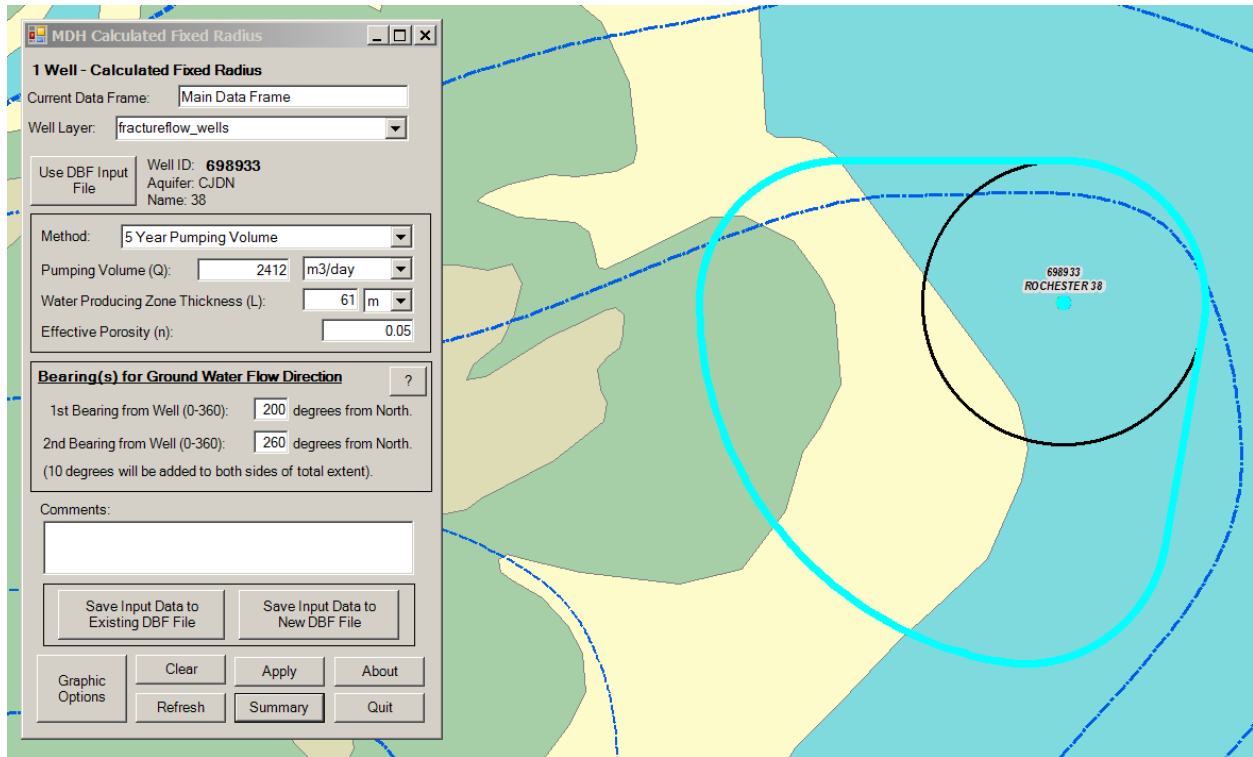 MDH Calculated Fixed Radius
1 Well - Calculated Fixed Radius
Current Data Frame: Main Data Frame
Well Layer: fractureflow_wells
Use DBF Input
File
Well ID: 698933
Aquifer: CJDN
Name: 38
Method: 5 Year Pumping Volume
Pumping Volume (Q): 2412 m3/day
Water Producing Zone Thickness (L): 61 m
Effective Porosity (n): 0.05
Bearing(s) for Ground Water Flow Direction ?
1st Bearing from Well (0-360): 200 degrees from North.
2nd Bearing from Well (0-360): 260 degrees from North.
(10 degrees will be added to both sides of total extent).
Comments:
Save Input Data to
Existing DBF File
Save Input Data to
New DBF File
Graphic
Options
Clear Apply About
Refresh Summary Quit
698933
ROCHESTER 38